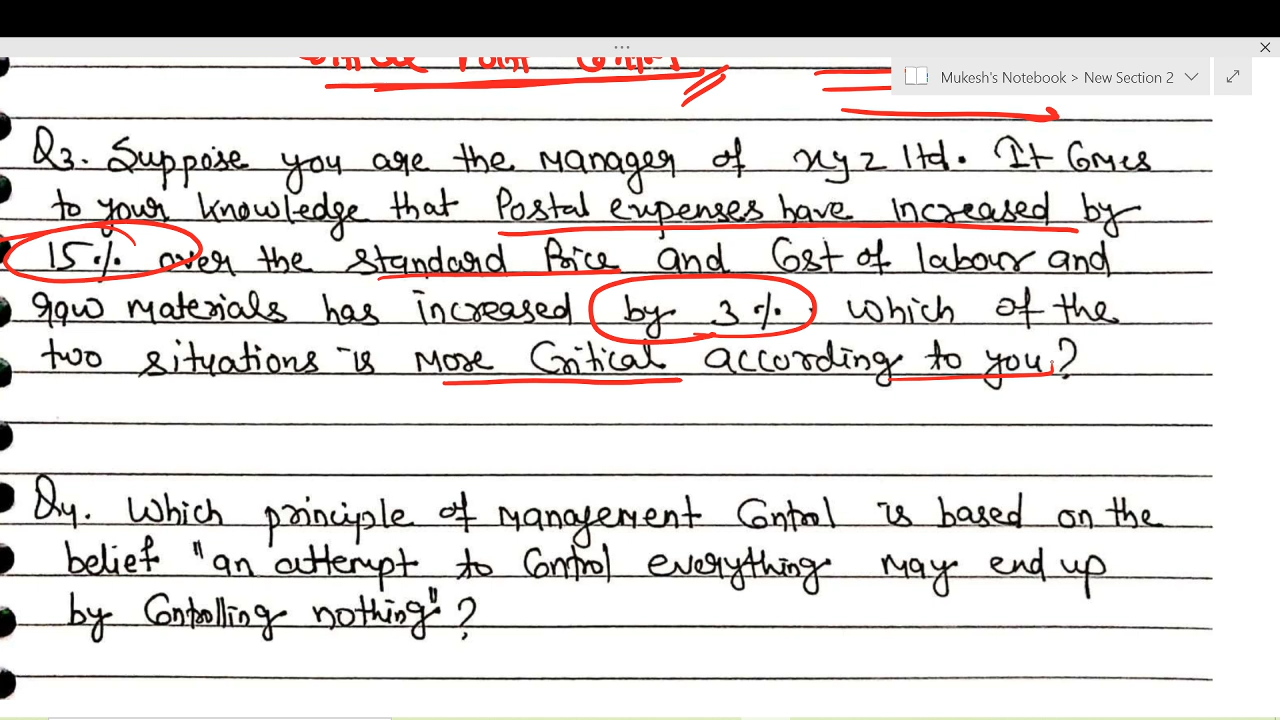 Critical Point Control
Mukesh's Notebook > New Section 2
Q3. Suppose you are the manager of xyz ltd. It Comes
to your knowledge that Postal expenses have increased by
15% over the standard Price and Cost of labour and
raw materials has increased by 3% which of the
two situations is More Critical according to you?
Q4. Which principle of Management Control is based on the
belief "an attempt to Control everything may end up
by Controlling nothing"?